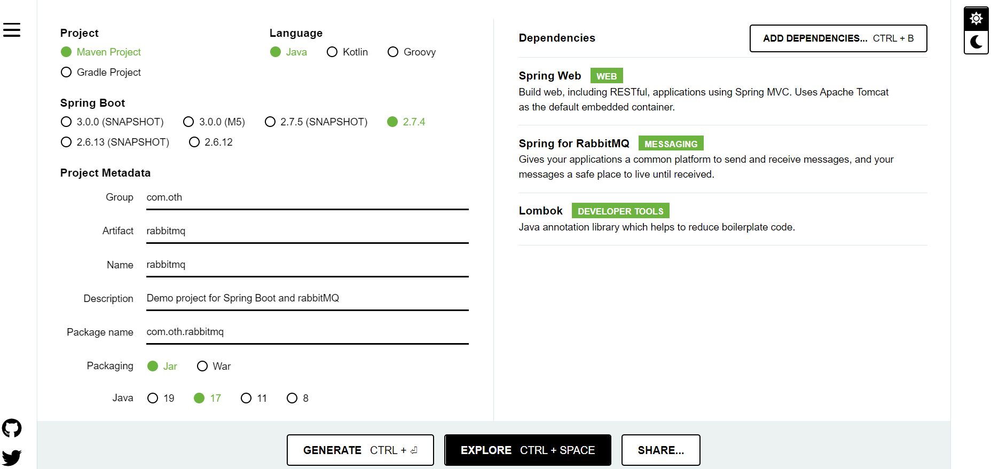 Project
Maven Project
Gradle Project
Language
Java Kotlin Groovy
Spring Boot
3.0.0 (SNAPSHOT) 3.0.0 (M5) 2.7.5 (SNAPSHOT) 2.7.4
2.6.13 (SNAPSHOT) 2.6.12
Project Metadata
Group com.oth
Artifact rabbitmq
Name rabbitmq
Description Demo project for Spring Boot and rabbitMQ
Package name com.oth.rabbitmq
Packaging Jar War
Java 19 17 11 8
Dependencies
ADD DEPENDENCIES... CTRL + B
Spring Web WEB
Build web, including RESTful, applications using Spring MVC. Uses Apache Tomcat
as the default embedded container.
Spring for RabbitMQ MESSAGING
Gives your applications a common platform to send and receive messages, and your
messages a safe place to live until received.
Lombok DEVELOPER TOOLS
Java annotation library which helps to reduce boilerplate code.
GENERATE CTRL + ⏎
EXPLORE CTRL + SPACE
SHARE...